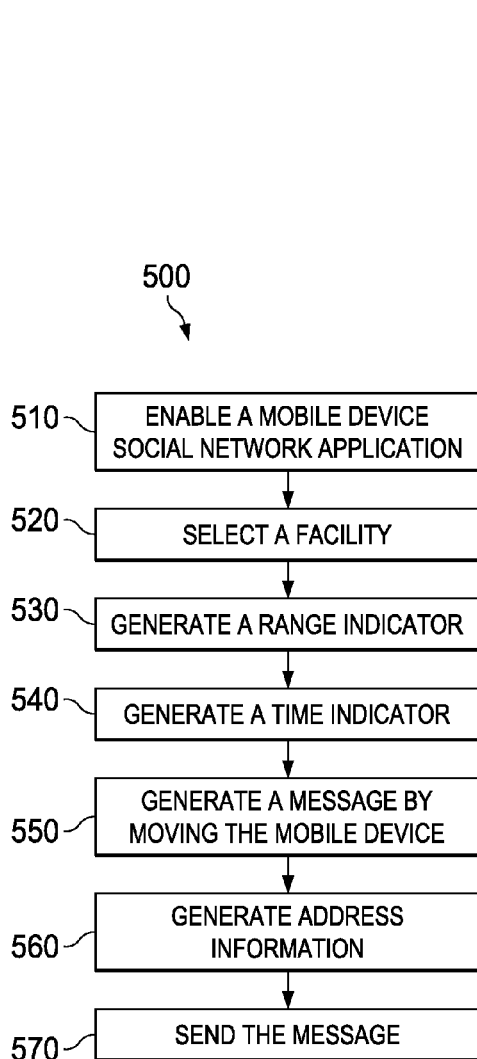 500
510
ENABLE A MOBILE DEVICE
SOCIAL NETWORK APPLICATION
520
SELECT A FACILITY
530
GENERATE A RANGE INDICATOR
540
GENERATE A TIME INDICATOR
550
GENERATE A MESSAGE BY
MOVING THE MOBILE DEVICE
560
GENERATE ADDRESS
INFORMATION
570
SEND THE MESSAGE